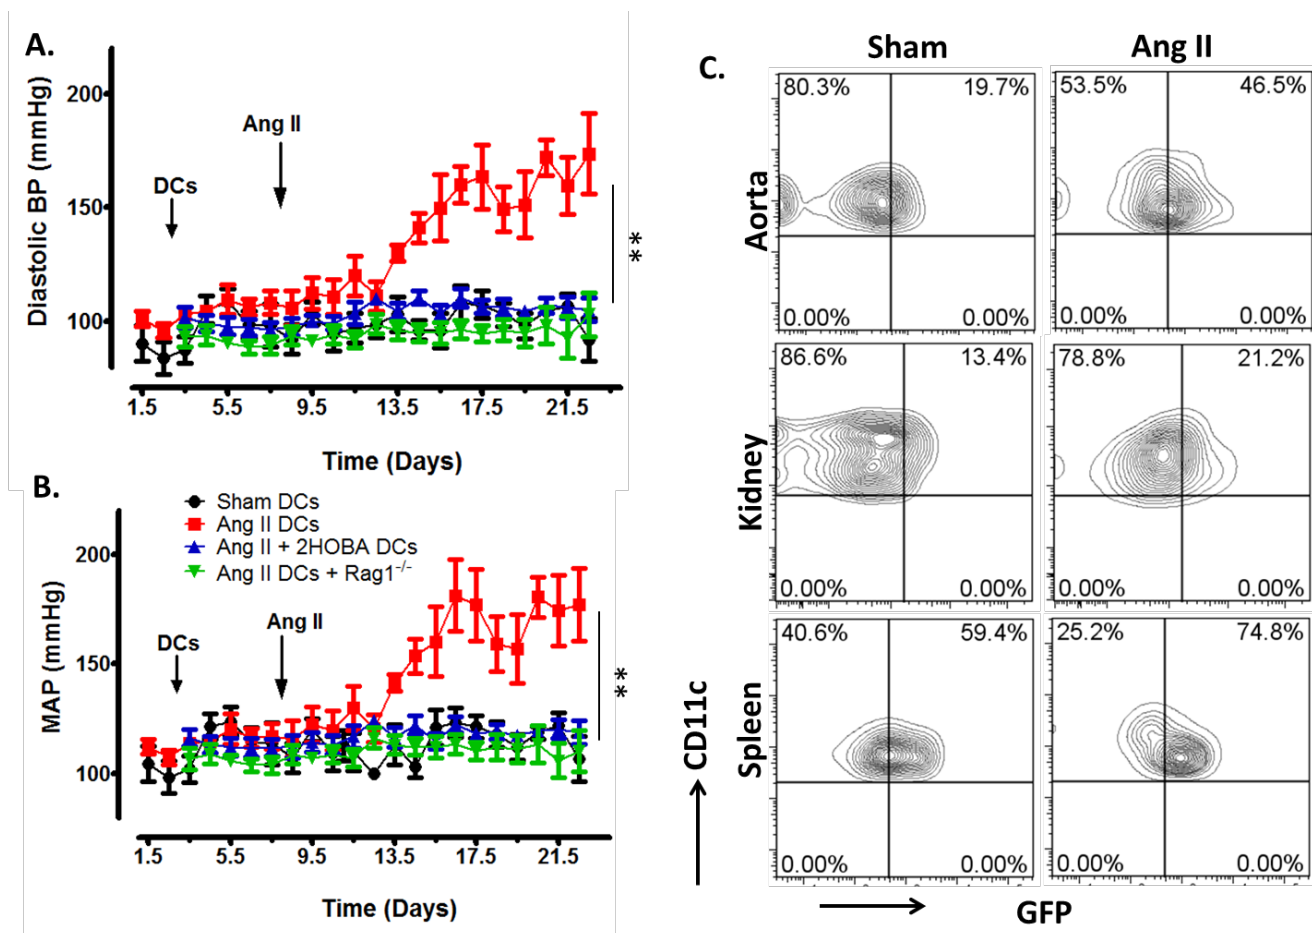 A.
Diastolic BP (mmHg)
200
150
100
DCs
Ang II
**
1.5 5.5 9.5 13.5 17.5 21.5
Time (Days)
B.
Sham DCs
Ang II DCs
Ang II + 2HOBA DCs
Ang II DCs + Rag1-/-
MAP (mmHg)
200
150
100
DCs
Ang II
**
1.5 5.5 9.5 13.5 17.5 21.5
Time (Days)
C.
Sham Ang II
Aorta
80.3% 19.7% 53.5% 46.5%
0.00% 0.00% 0.00% 0.00%
Kidney
86.6% 13.4% 78.8% 21.2%
0.00% 0.00% 0.00% 0.00%
Spleen
40.6% 59.4% 25.2% 74.8%
0.00% 0.00% 0.00% 0.00%
CD11c
GFP